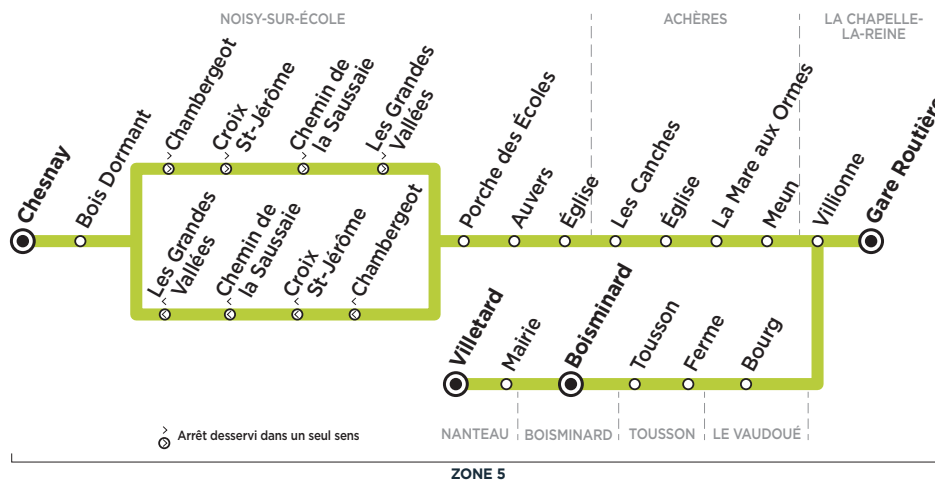 NOISY-SUR-ÉCOLE
ACHÈRES
LA CHAPELLE-
LA-REINE
Chesnay
Bois Dormant
Chambergeot
Croix
St-Jérôme
Chemin de
la Saussaie
Les Grandes
Vallées
Les Grandes
Vallées
Chemin de
la Saussaie
Croix
St-Jérôme
Chambergeot
Porche des Écoles
Auvers
Église
Les Canches
Église
La Mare aux Ormes
Meun
Villionne
Gare Routière
Villetard
Mairie
Boisminard
Tousson
Ferme
Bourg
NANTEAU
BOISMINARD
TOUSSON
LE VAUDOUÉ
Arrêt desservi dans un seul sens
ZONE 5